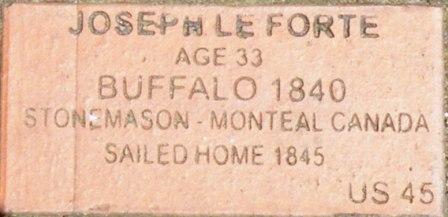 JOSEPH LE FORTE
AGE 33
BUFFALO 1840
STONEMASON - MONTEAL CANADA
SAILED HOME 1845
US 45